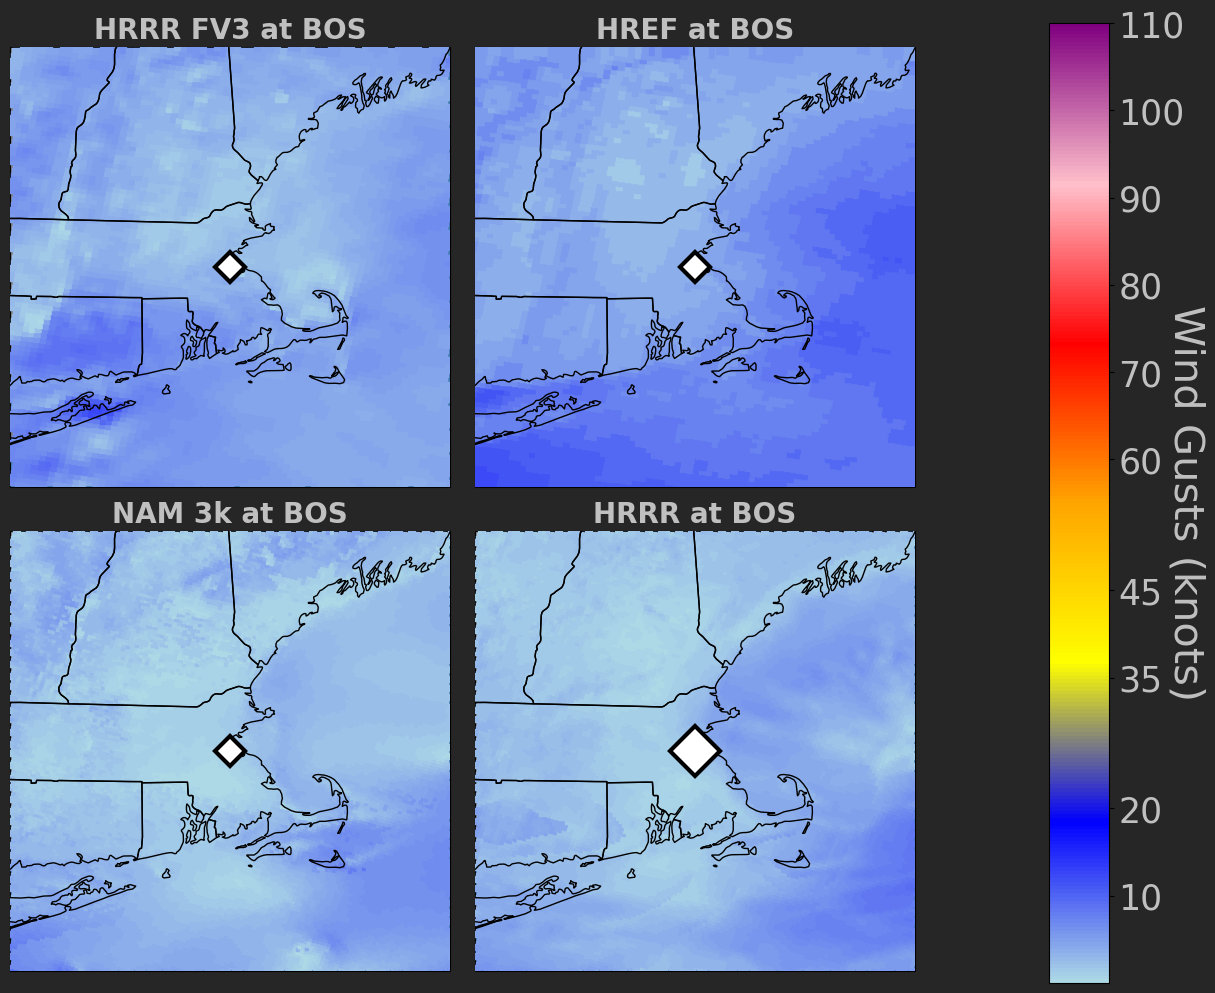 HRRR FV3 at BOS
HREF at BOS
NAM 3k at BOS
HRRR at BOS
110
100
90
80
70
60
45
35
20
10
Wind Gusts (knots)